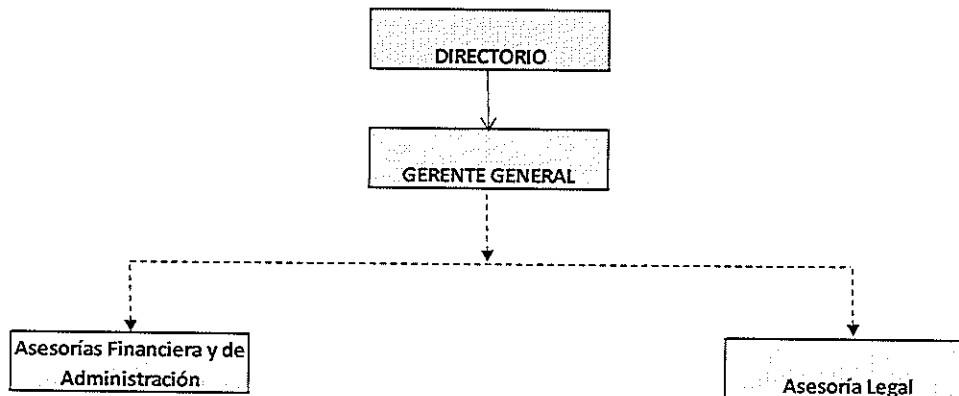 DIRECTORIO
GERENTE GENERAL
Asesorías Financiera y de
Administración
Asesoría Legal